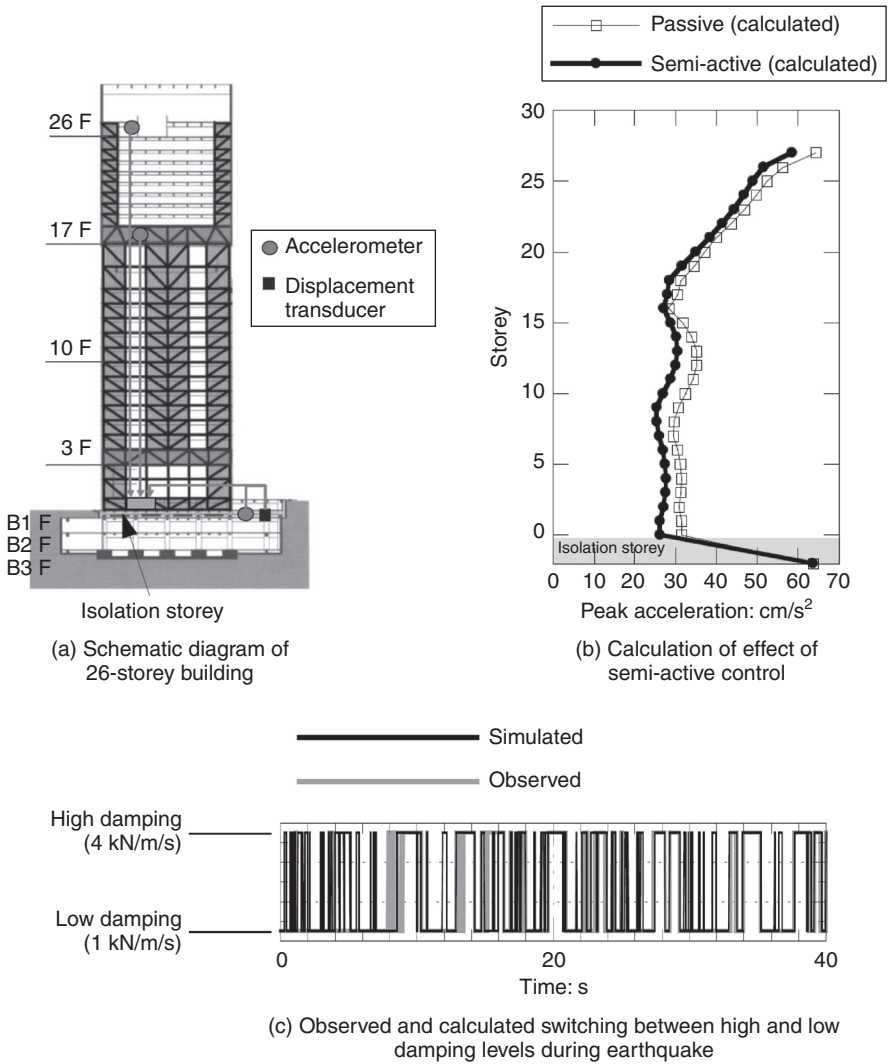 Passive (calculated)
Semi-active (calculated)
26 F
17 F
10 F
3 F
B1 F
B2 F
B3 F
Accelerometer
Displacement
transducer
Isolation storey
(a) Schematic diagram of
26-storey building
30
25
20
15
10
5
0
Storey
Isolation storey
0 10 20 30 40 50 60 70
Peak acceleration: cm/s²
(b) Calculation of effect of
semi-active control
Simulated
Observed
High damping
(4 kN/m/s)
Low damping
(1 kN/m/s)
0 20 40
Time: s
(c) Observed and calculated switching between high and low
damping levels during earthquake